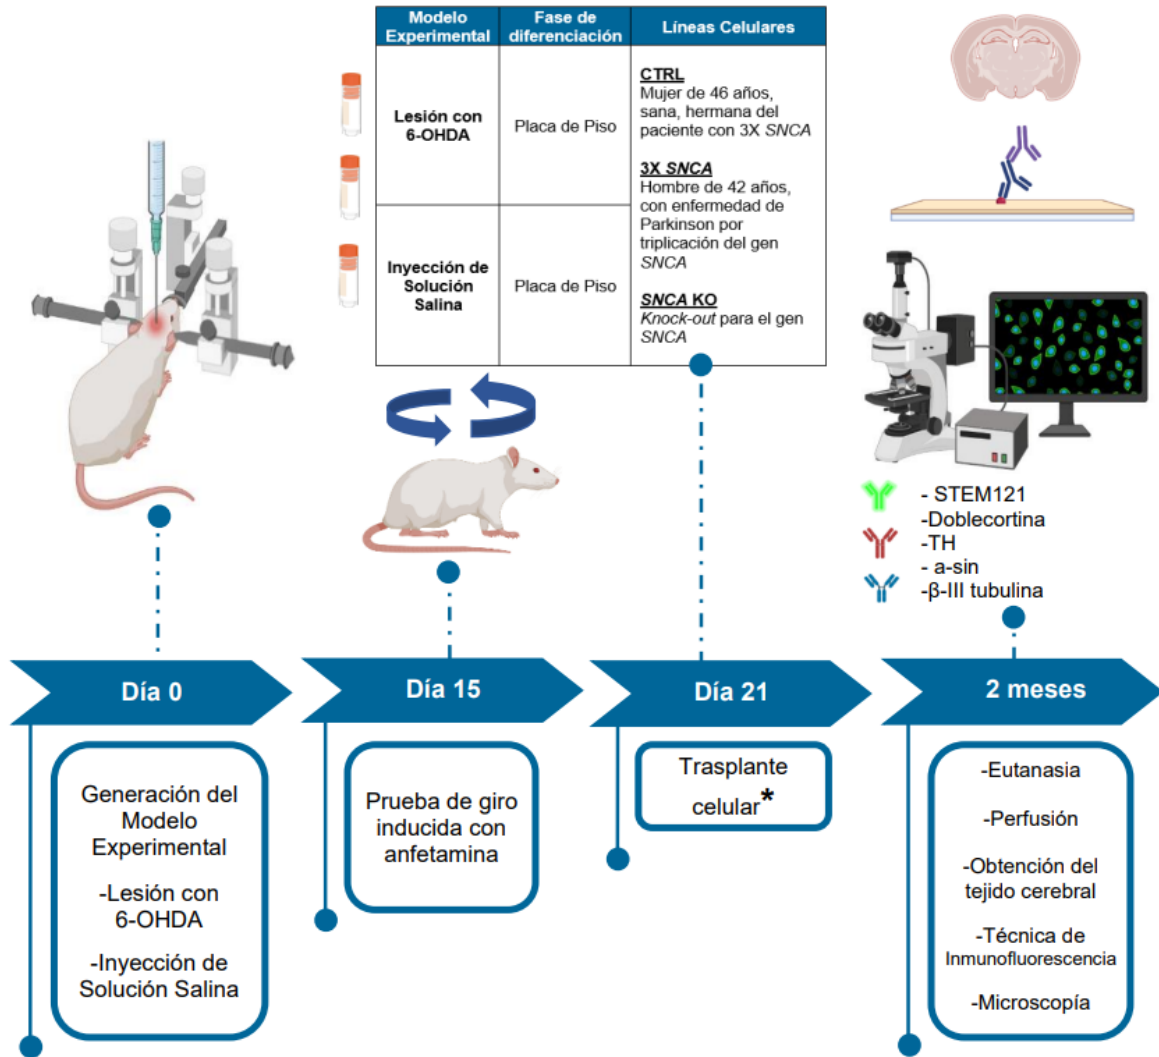 Modelo
Experimental
Fase de
diferenciación
Líneas Celulares
Lesión con
6-OHDA
Placa de Piso
CTRL
Mujer de 46 años,
sana, hermana del
paciente con 3X SNCA
3X SNCA
Hombre de 42 años,
con enfermedad de
Parkinson por
triplicación del gen
SNCA
Inyección de
Solución
Salina
Placa de Piso
SNCA KO
Knock-out para el gen
SNCA
- STEM121
-Doblecortina
-TH
- a-sin
-β-III tubulina
Día 0
Día 15
Día 21
2 meses
Generación del
Modelo
Experimental
-Lesión con
6-OHDA
-Inyección de
Solución Salina
Prueba de giro
inducida con
anfetamina
Trasplante
celular*
-Eutanasia
-Perfusión
-Obtención del
tejido cerebral
-Técnica de
Inmunofluorescencia
-Microscopía